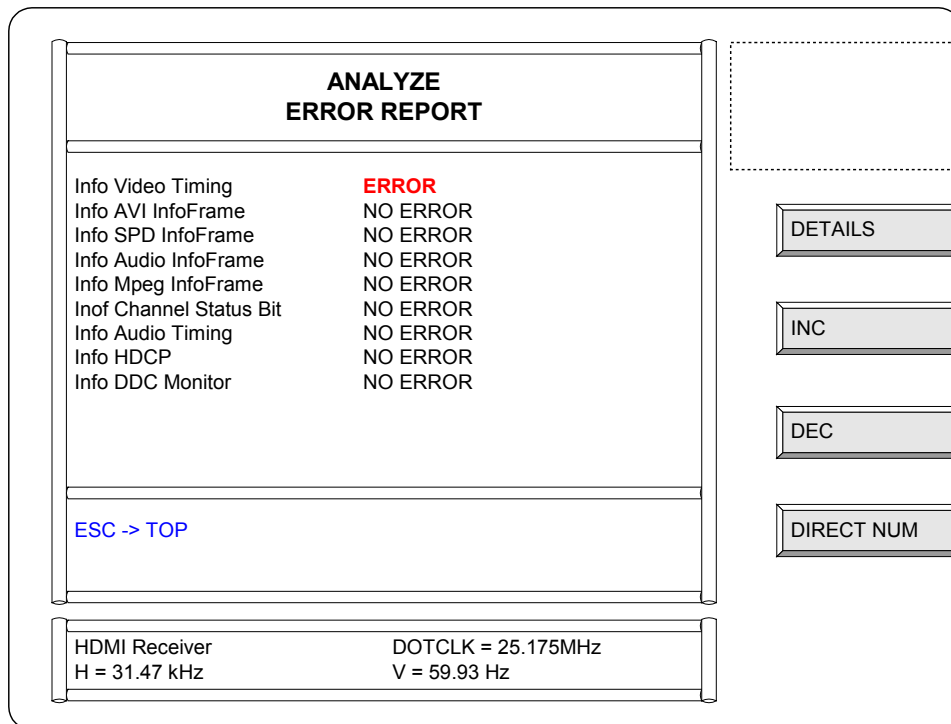 ANALYZE
ERROR REPORT
Info Video Timing ERROR
Info AVI InfoFrame NO ERROR
Info SPD InfoFrame NO ERROR
Info Audio InfoFrame NO ERROR
Info Mpeg InfoFrame NO ERROR
Inof Channel Status Bit NO ERROR
Info Audio Timing NO ERROR
Info HDCP NO ERROR
Info DDC Monitor NO ERROR
ESC -> TOP
HDMI Receiver DOTCLK = 25.175MHz
H = 31.47 kHz V = 59.93 Hz
DETAILS
INC
DEC
DIRECT NUM